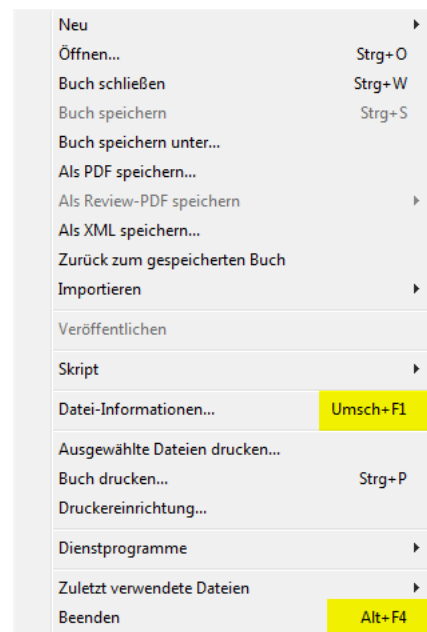 Neu
Öffnen... Strg+O
Buch schließen Strg+W
Buch speichern Strg+S
Buch speichern unter...
Als PDF speichern...
Als Review-PDF speichern
Als XML speichern...
Zurück zum gespeicherten Buch
Importieren
Veröffentlichen
Skript
Datei-Informationen... Umsch+F1
Ausgewählte Dateien drucken...
Buch drucken... Strg+P
Druckereinrichtung...
Dienstprogramme
Zuletzt verwendete Dateien
Beenden Alt+F4